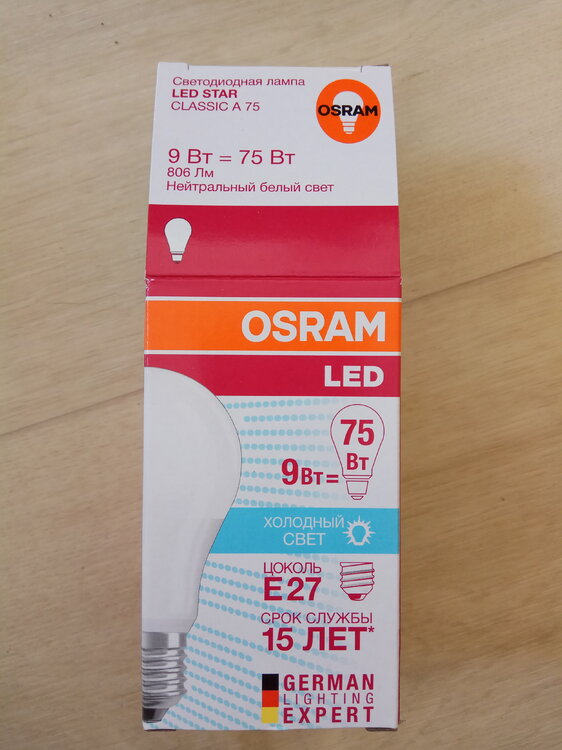 Светодиодная лампа
LED STAR
CLASSIC A 75
OSRAM
9 Вт = 75 Вт
806 Лм
Нейтральный белый свет
OSRAM
LED
75
Вт
9Вт=
ХОЛОДНЫЙ
СВЕТ
ЦОКОЛЬ
E27
СРОК СЛУЖБЫ
15 ЛЕТ*
GERMAN
LIGHTING
EXPERT